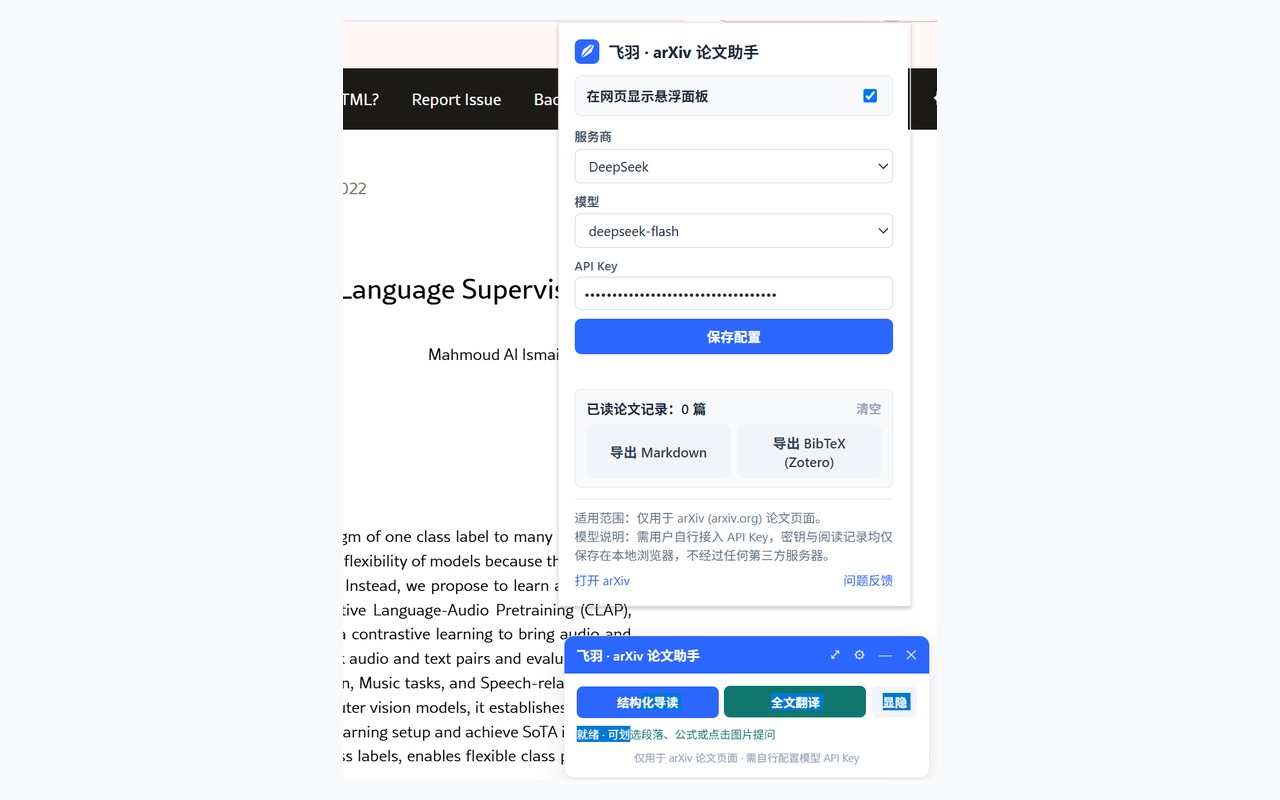 飞羽 · arXiv 论文助手
在网页显示悬浮面板
TML?
Report Issue
Bac
服务商
DeepSeek
022
模型
deepseek-flash
API Key
Language Supervis
••••••••••••••••••••••••••••••••••••
保存配置
Mahmoud Al Ismai
已读论文记录：0 篇
清空
导出 Markdown
导出 BibTeX
(Zotero)
适用范围：仅用于 arXiv (arxiv.org) 论文页面。
模型说明：需用户自行接入 API Key，密钥与阅读记录均仅
保存在本地浏览器，不经过任何第三方服务器。
打开 arXiv
问题反馈
gm of one class label to many
flexibility of models because th
Instead, we propose to learn a
tive Language-Audio Pretraining (CLAP),
a contrastive learning to bring audio and
k audio and text pairs and evalu
n, Music tasks, and Speech-rela
uter vision models, it establishes
arning setup and achieve SoTA i
ss labels, enables flexible class p
飞羽 · arXiv 论文助手
结构化导读
全文翻译
显隐
就绪 · 可划选段落、公式或点击图片提问
仅用于 arXiv 论文页面 · 需自行配置模型 API Key